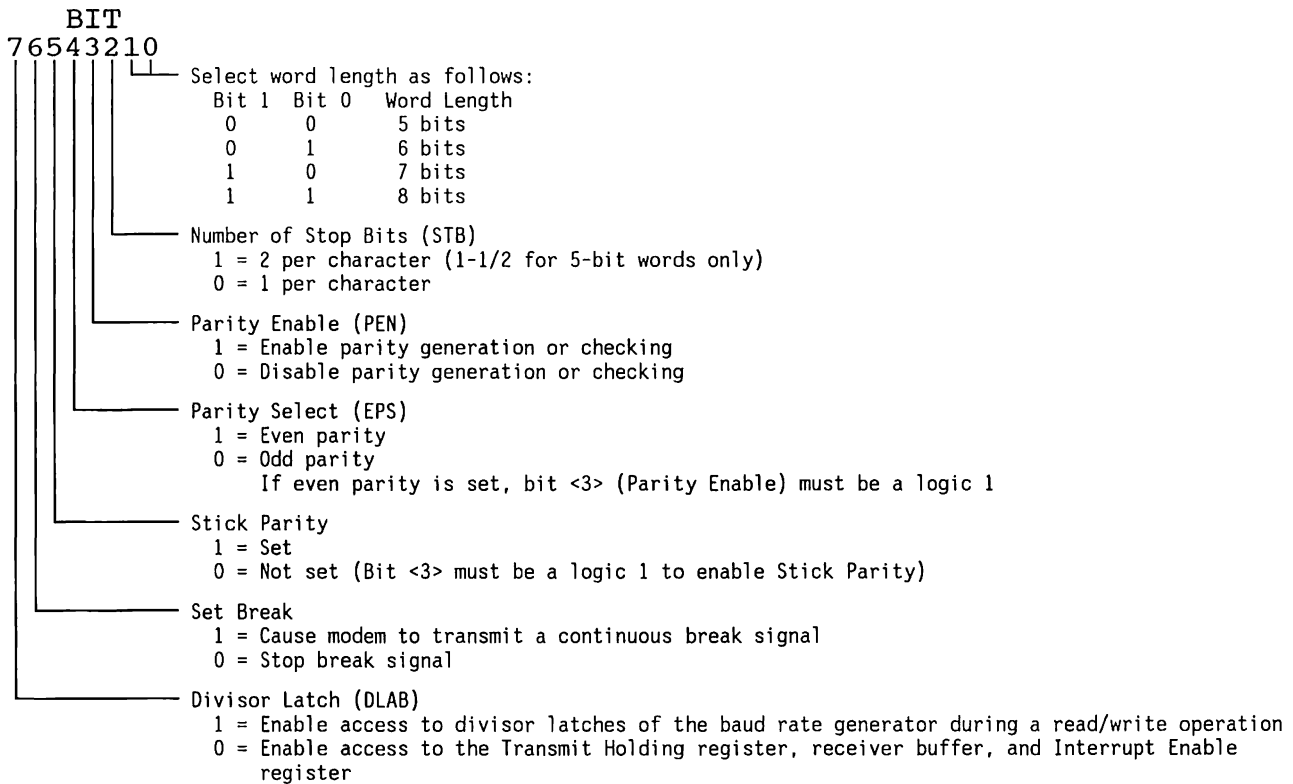 BIT
76543210
Select word length as follows:
Bit 1 Bit 0 Word Length
0 0 5 bits
0 1 6 bits
1 0 7 bits
1 1 8 bits
Number of Stop Bits (STB)
1 = 2 per character (1-1/2 for 5-bit words only)
0 = 1 per character
Parity Enable (PEN)
1 = Enable parity generation or checking
0 = Disable parity generation or checking
Parity Select (EPS)
1 = Even parity
0 = Odd parity
If even parity is set, bit <3> (Parity Enable) must be a logic 1
Stick Parity
1 = Set
0 = Not set (Bit <3> must be a logic 1 to enable Stick Parity)
Set Break
1 = Cause modem to transmit a continuous break signal
0 = Stop break signal
Divisor Latch (DLAB)
1 = Enable access to divisor latches of the baud rate generator during a read/write operation
0 = Enable access to the Transmit Holding register, receiver buffer, and Interrupt Enable
register